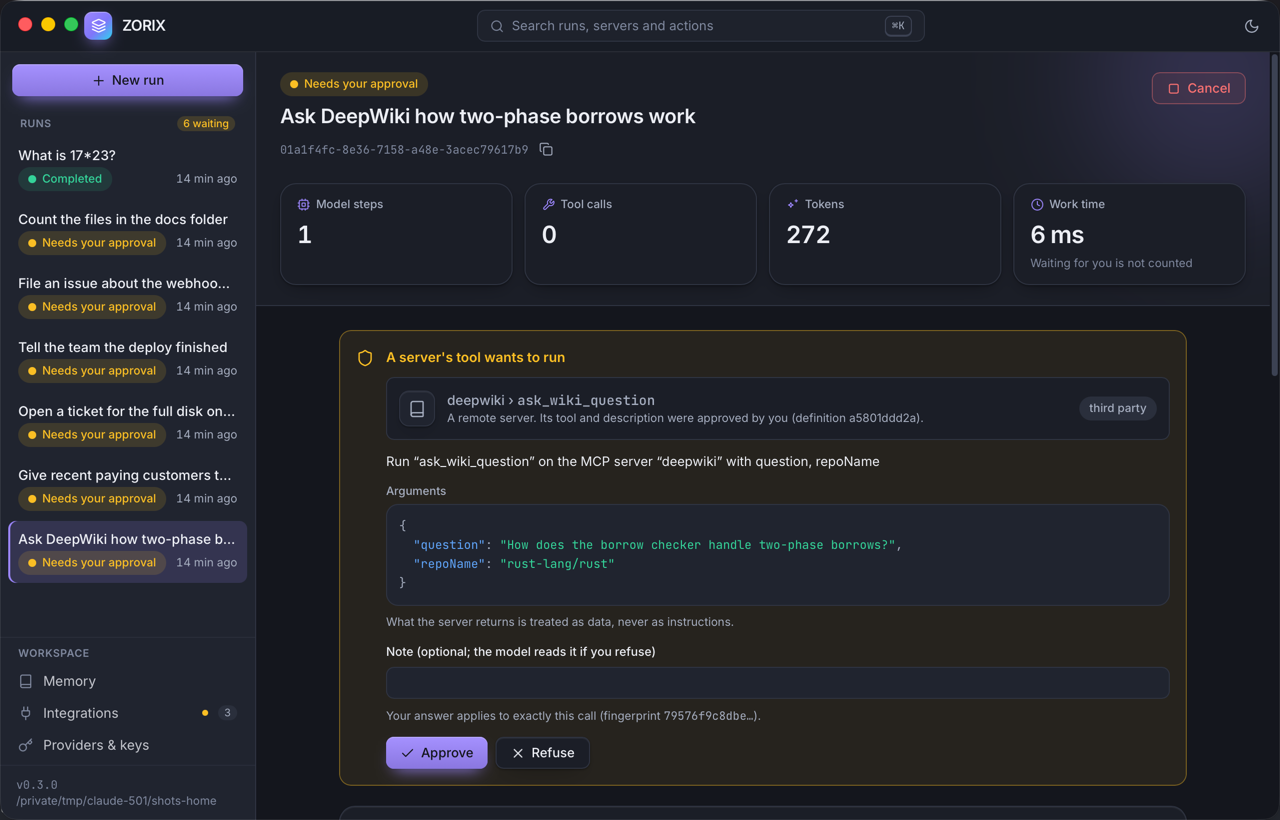 ZORIX
Search runs, servers and actions
⌘K
New run
RUNS
6 waiting
What is 17*23?
Completed
14 min ago
Count the files in the docs folder
Needs your approval
14 min ago
File an issue about the webhoo...
Needs your approval
14 min ago
Tell the team the deploy finished
Needs your approval
14 min ago
Open a ticket for the full disk on...
Needs your approval
14 min ago
Give recent paying customers t...
Needs your approval
14 min ago
Ask DeepWiki how two-phase b...
Needs your approval
14 min ago
WORKSPACE
Memory
Integrations
3
Providers & keys
v0.3.0
/private/tmp/claude-501/shots-home
Needs your approval
Ask DeepWiki how two-phase borrows work
01a1f4fc-8e36-7158-a48e-3acec79617b9
Cancel
Model steps
1
Tool calls
0
Tokens
272
Work time
6 ms
Waiting for you is not counted
A server's tool wants to run
deepwiki › ask_wiki_question
A remote server. Its tool and description were approved by you (definition a5801ddd2a).
third party
Run “ask_wiki_question” on the MCP server “deepwiki” with question, repoName
Arguments
{
"question": "How does the borrow checker handle two-phase borrows?",
"repoName": "rust-lang/rust"
}
What the server returns is treated as data, never as instructions.
Note (optional; the model reads it if you refuse)
Your answer applies to exactly this call (fingerprint 79576f9c8dbe…).
Approve
Refuse